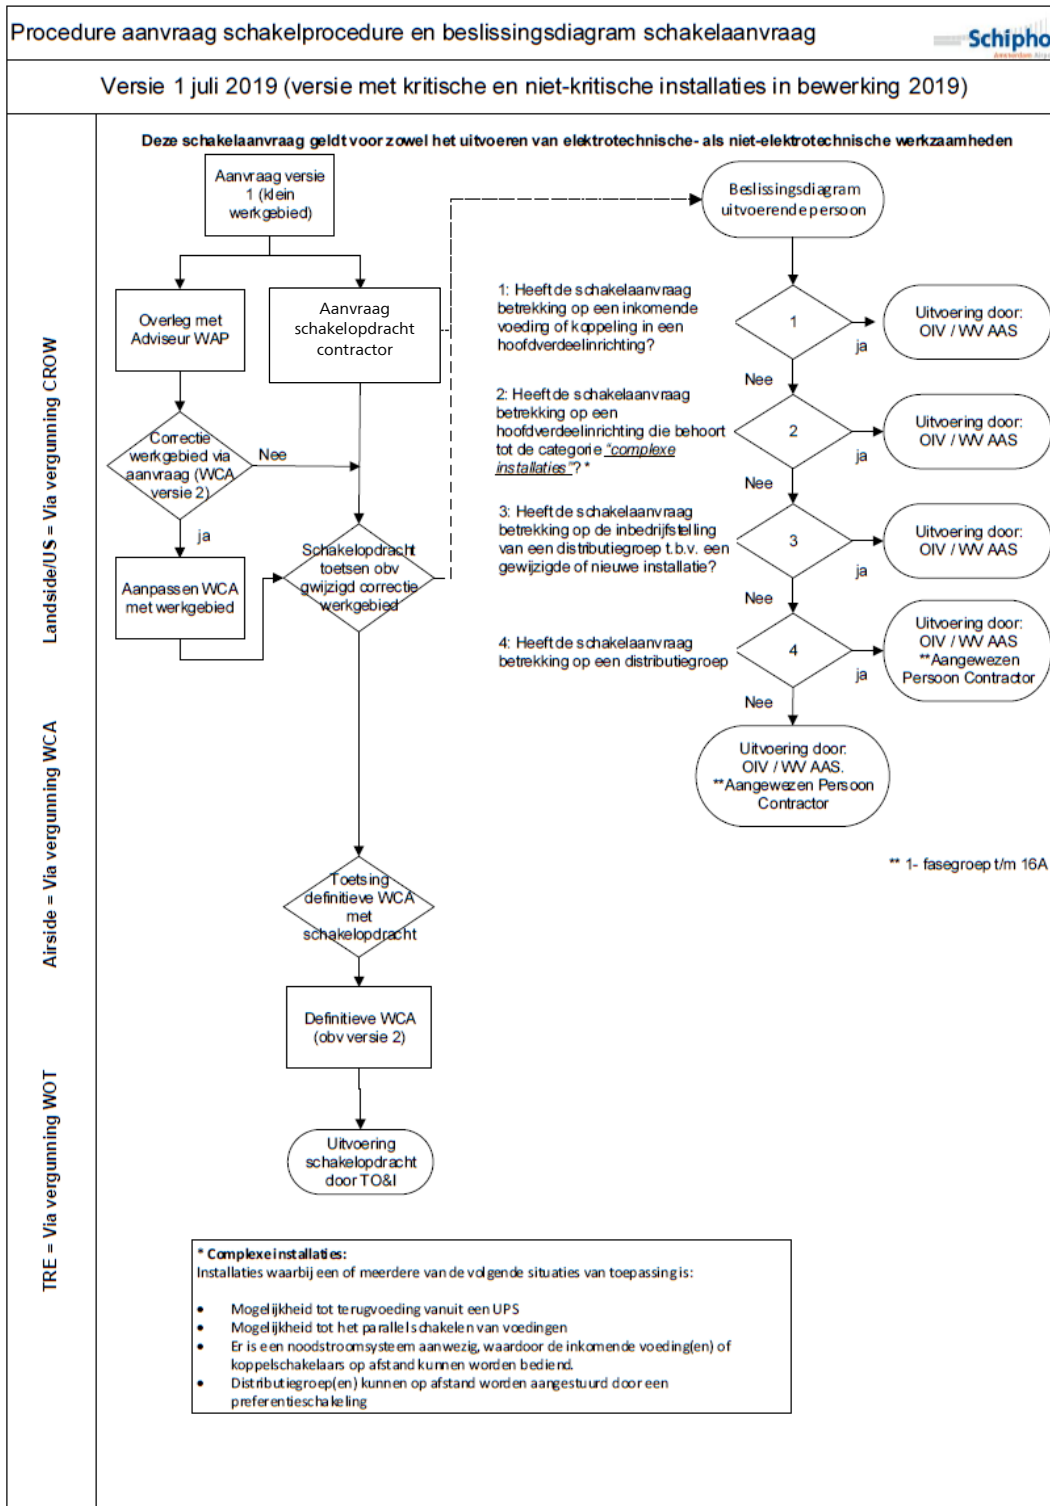 Procedure aanvraag schakelprocedure en beslissingsdiagram schakelaanvraag
Schipho
Amsterdam Airp
Versie 1 juli 2019 (versie met kritische en niet-kritische installaties in bewerking 2019)
Landside/US = Via vergunning CROW
Airside = Via vergunning WCA
TRE = Via vergunning WOT
Deze schakelaanvraag geldt voor zowel het uitvoeren van elektrotechnische- als niet-elektrotechnische werkzaamheden
Aanvraag versie
1 (klein
werkgebied)
Overleg met
Adviseur WAP
Aanvraag
schakelopdracht
contractor
Correctie
werkgebied via
aanvraag (WCA
versie 2)
Nee
ja
Aanpassen WCA
met werkgebied
Schakelopdracht
toetsen obv
gwijzigd correctie
werkgebied
Toetsing
definitieve WCA
met
schakelopdracht
Definitieve WCA
(obv versie 2)
Uitvoering
schakelopdracht
door TO&I
Beslissingsdiagram
uitvoerende persoon
1: Heeft de schakelaanvraag
betrekking op een inkomende
voeding of koppeling in een
hoofdverdeelinrichting?
1
ja
Uitvoering door:
OIV / WV AAS
Nee
2: Heeft de schakelaanvraag
betrekking op een
hoofdverdeelinrichting die behoort
tot de categorie "complexe
installaties"? *
2
ja
Uitvoering door:
OIV / WV AAS
Nee
3: Heeft de schakelaanvraag
betrekking op de inbedrijfstelling
van een distributiegroep t.b.v. een
gewijzigde of nieuwe installatie?
3
ja
Uitvoering door:
OIV / WV AAS
Nee
4: Heeft de schakelaanvraag
betrekking op een distributiegroep
4
ja
Uitvoering door:
OIV / WV AAS
**Aangewezen
Persoon Contractor
Nee
Uitvoering door:
OIV / WV AAS.
**Aangewezen Persoon
Contractor
** 1- fasegroep t/m 16A
* Complexe installaties:
Installaties waarbij een of meerdere van de volgende situaties van toepassing is:
• Mogelijkheid tot terugvoeding vanuit een UPS
• Mogelijkheid tot het parallel schakelen van voedingen
• Er is een noodstroomsysteem aanwezig, waardoor de inkomende voeding(en) of
koppelschakelaars op afstand kunnen worden bediend.
• Distributiegroep(en) kunnen op afstand worden aangestuurd door een
preferentieschakeling